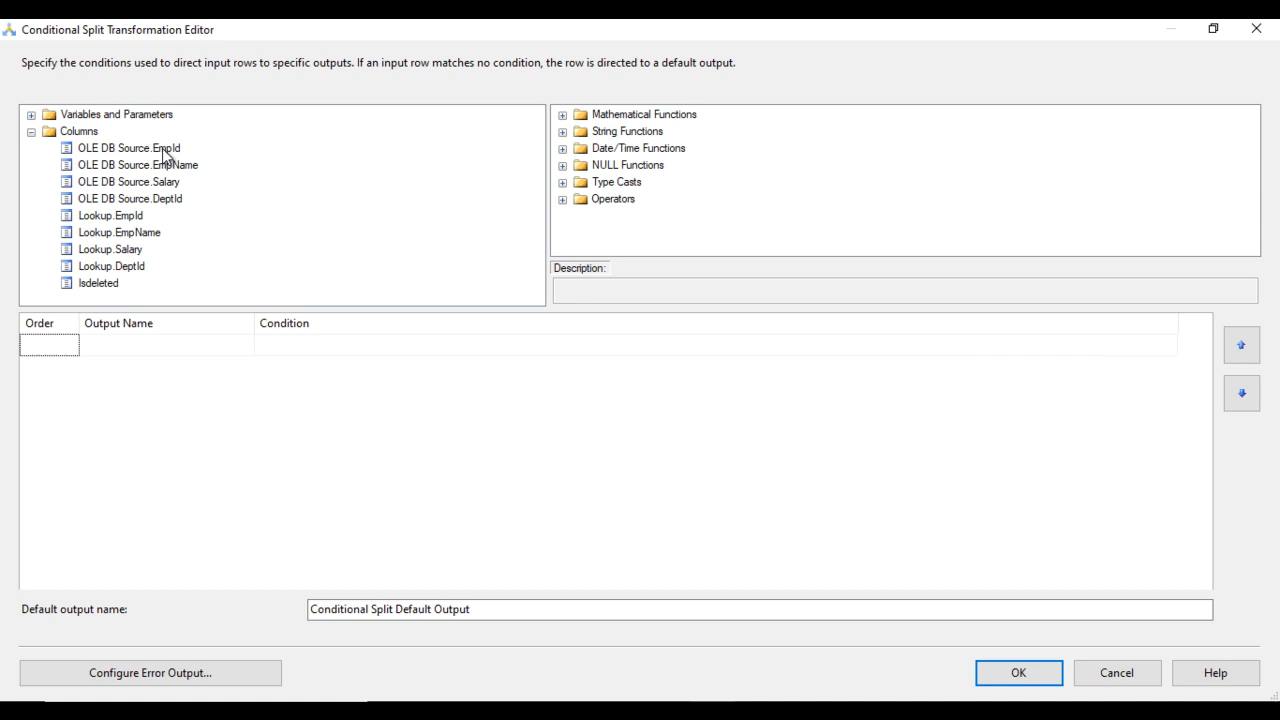 Conditional Split Transformation Editor
Specify the conditions used to direct input rows to specific outputs. If an input row matches no condition, the row is directed to a default output.
Variables and Parameters
Columns
OLE DB Source.EmpId
OLE DB Source.EmpName
OLE DB Source.Salary
OLE DB Source.DeptId
Lookup.EmpId
Lookup.EmpName
Lookup.Salary
Lookup.DeptId
Isdeleted
Mathematical Functions
String Functions
Date/Time Functions
NULL Functions
Type Casts
Operators
Description:
Order Output Name Condition
Default output name: Conditional Split Default Output
Configure Error Output... OK Cancel Help